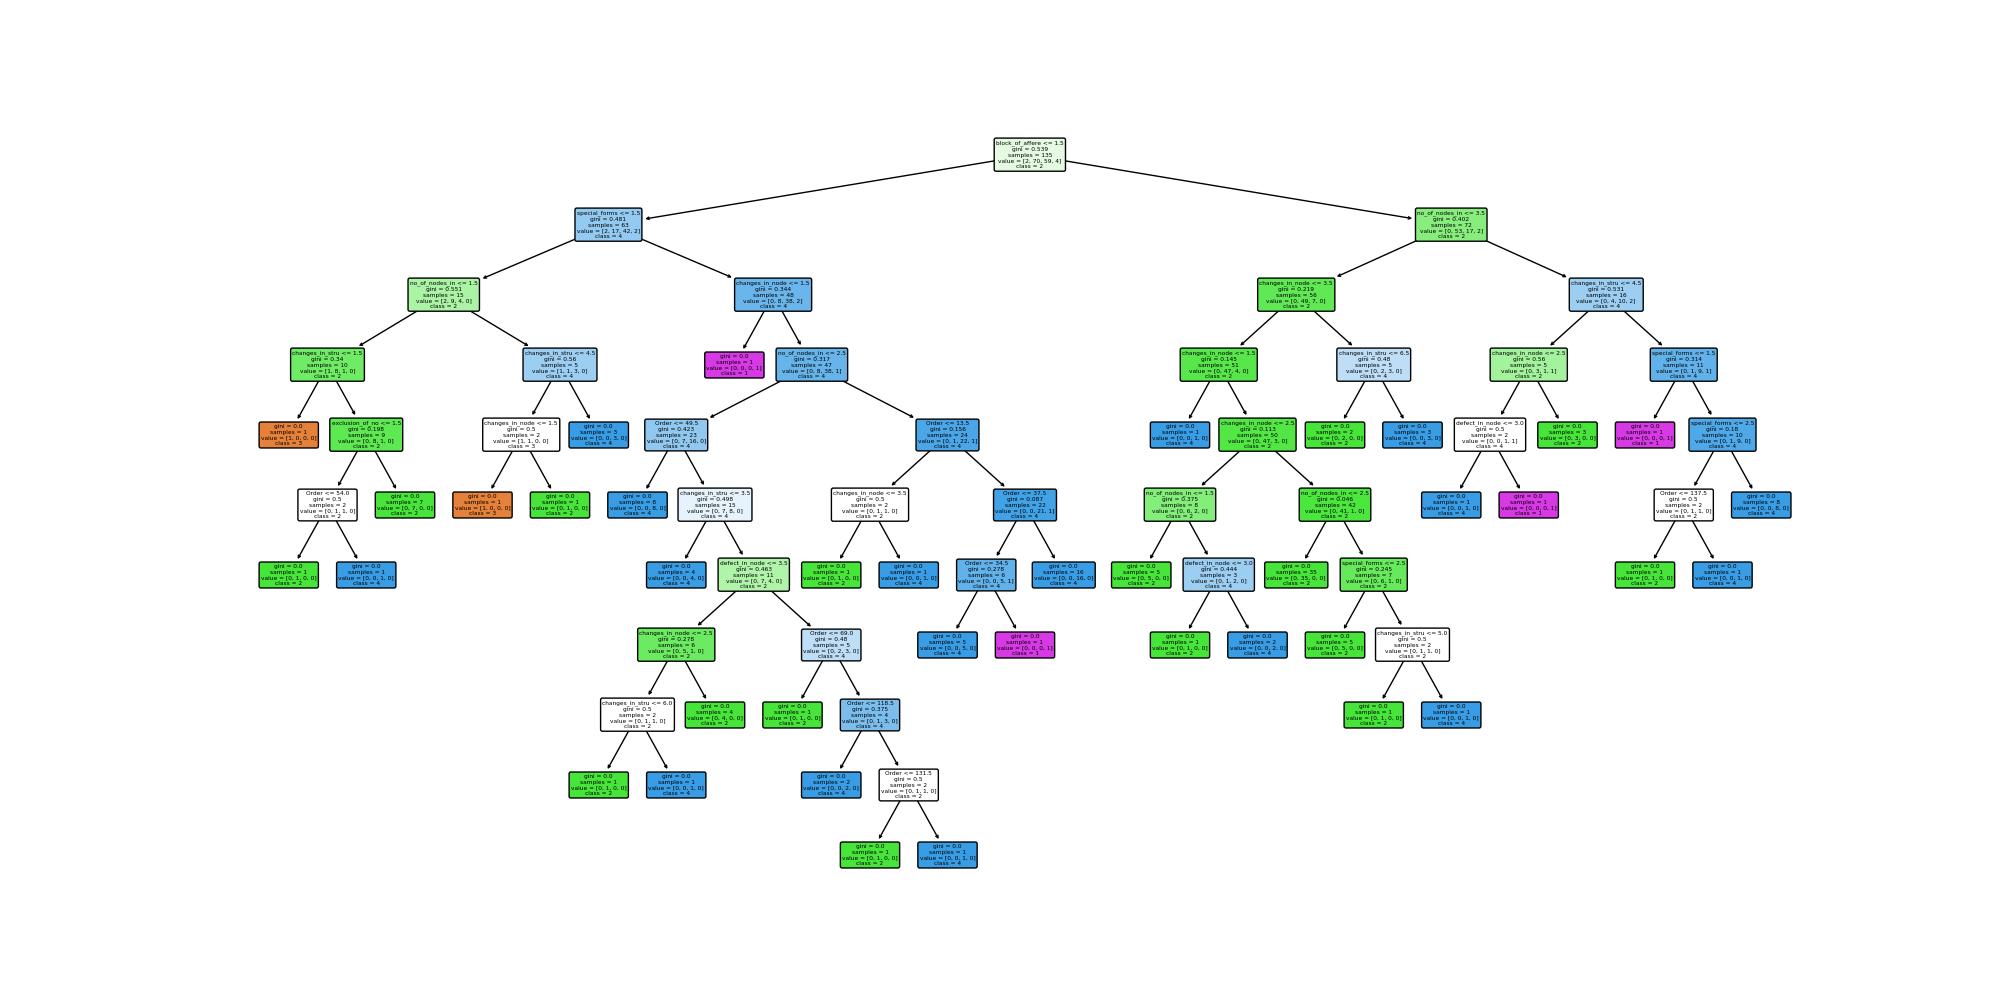 block_of_affere <= 1.5
gini = 0.539
samples = 135
value = [2, 70, 59, 4]
class = 2
special_forms <= 1.5
gini = 0.481
samples = 63
value = [2, 17, 42, 2]
class = 4
no_of_nodes_in <= 3.5
gini = 0.402
samples = 72
value = [0, 53, 17, 2]
class = 2
no_of_nodes_in <= 1.5
gini = 0.551
samples = 15
value = [2, 9, 4, 0]
class = 2
changes_in_node <= 1.5
gini = 0.344
samples = 48
value = [0, 8, 38, 2]
class = 4
changes_in_node <= 3.5
gini = 0.219
samples = 56
value = [0, 49, 7, 0]
class = 2
changes_in_stru <= 4.5
gini = 0.531
samples = 16
value = [0, 4, 10, 2]
class = 4
changes_in_stru <= 1.5
gini = 0.34
samples = 10
value = [1, 8, 1, 0]
class = 2
changes_in_stru <= 4.5
gini = 0.56
samples = 5
value = [1, 1, 3, 0]
class = 4
gini = 0.0
samples = 1
value = [0, 0, 0, 1]
class = 1
no_of_nodes_in <= 2.5
gini = 0.317
samples = 47
value = [0, 8, 38, 1]
class = 4
changes_in_node <= 1.5
gini = 0.145
samples = 51
value = [0, 47, 4, 0]
class = 2
changes_in_stru <= 6.5
gini = 0.48
samples = 5
value = [0, 2, 3, 0]
class = 4
changes_in_node <= 2.5
gini = 0.56
samples = 5
value = [0, 3, 1, 1]
class = 2
special_forms <= 1.5
gini = 0.314
samples = 11
value = [0, 1, 9, 1]
class = 4
gini = 0.0
samples = 1
value = [1, 0, 0, 0]
class = 3
exclusion_of_no <= 1.5
gini = 0.198
samples = 9
value = [0, 8, 1, 0]
class = 2
changes_in_node <= 1.5
gini = 0.5
samples = 2
value = [1, 1, 0, 0]
class = 3
gini = 0.0
samples = 3
value = [0, 0, 3, 0]
class = 4
Order <= 49.5
gini = 0.423
samples = 23
value = [0, 7, 16, 0]
class = 4
Order <= 13.5
gini = 0.156
samples = 24
value = [0, 1, 22, 1]
class = 4
gini = 0.0
samples = 1
value = [0, 0, 1, 0]
class = 4
changes_in_node <= 2.5
gini = 0.113
samples = 50
value = [0, 47, 3, 0]
class = 2
gini = 0.0
samples = 2
value = [0, 2, 0, 0]
class = 2
gini = 0.0
samples = 3
value = [0, 0, 3, 0]
class = 4
defect_in_node <= 3.0
gini = 0.5
samples = 2
value = [0, 0, 1, 1]
class = 4
gini = 0.0
samples = 3
value = [0, 3, 0, 0]
class = 2
gini = 0.0
samples = 1
value = [0, 0, 0, 1]
class = 1
special_forms <= 2.5
gini = 0.18
samples = 10
value = [0, 1, 9, 0]
class = 4
Order <= 54.0
gini = 0.5
samples = 2
value = [0, 1, 1, 0]
class = 2
gini = 0.0
samples = 7
value = [0, 7, 0, 0]
class = 2
gini = 0.0
samples = 1
value = [1, 0, 0, 0]
class = 3
gini = 0.0
samples = 1
value = [0, 1, 0, 0]
class = 2
gini = 0.0
samples = 8
value = [0, 0, 8, 0]
class = 4
changes_in_stru <= 3.5
gini = 0.498
samples = 15
value = [0, 7, 8, 0]
class = 4
changes_in_node <= 3.5
gini = 0.5
samples = 2
value = [0, 1, 1, 0]
class = 2
Order <= 37.5
gini = 0.087
samples = 22
value = [0, 0, 21, 1]
class = 4
no_of_nodes_in <= 1.5
gini = 0.375
samples = 8
value = [0, 6, 2, 0]
class = 2
no_of_nodes_in <= 2.5
gini = 0.046
samples = 42
value = [0, 41, 1, 0]
class = 2
gini = 0.0
samples = 1
value = [0, 0, 1, 0]
class = 4
gini = 0.0
samples = 1
value = [0, 0, 0, 1]
class = 1
Order <= 137.5
gini = 0.5
samples = 2
value = [0, 1, 1, 0]
class = 2
gini = 0.0
samples = 8
value = [0, 0, 8, 0]
class = 4
gini = 0.0
samples = 1
value = [0, 1, 0, 0]
class = 2
gini = 0.0
samples = 1
value = [0, 0, 1, 0]
class = 4
gini = 0.0
samples = 4
value = [0, 0, 4, 0]
class = 4
defect_in_node <= 3.5
gini = 0.463
samples = 11
value = [0, 7, 4, 0]
class = 2
gini = 0.0
samples = 1
value = [0, 1, 0, 0]
class = 2
gini = 0.0
samples = 1
value = [0, 0, 1, 0]
class = 4
Order <= 34.5
gini = 0.278
samples = 6
value = [0, 0, 5, 1]
class = 4
gini = 0.0
samples = 16
value = [0, 0, 16, 0]
class = 4
gini = 0.0
samples = 5
value = [0, 5, 0, 0]
class = 2
defect_in_node <= 3.0
gini = 0.444
samples = 3
value = [0, 1, 2, 0]
class = 4
gini = 0.0
samples = 35
value = [0, 35, 0, 0]
class = 2
special_forms <= 2.5
gini = 0.245
samples = 7
value = [0, 6, 1, 0]
class = 2
gini = 0.0
samples = 1
value = [0, 1, 0, 0]
class = 2
gini = 0.0
samples = 1
value = [0, 0, 1, 0]
class = 4
changes_in_node <= 2.5
gini = 0.278
samples = 6
value = [0, 5, 1, 0]
class = 2
Order <= 69.0
gini = 0.48
samples = 5
value = [0, 2, 3, 0]
class = 4
gini = 0.0
samples = 5
value = [0, 0, 5, 0]
class = 4
gini = 0.0
samples = 1
value = [0, 0, 0, 1]
class = 1
gini = 0.0
samples = 1
value = [0, 1, 0, 0]
class = 2
gini = 0.0
samples = 2
value = [0, 0, 2, 0]
class = 4
gini = 0.0
samples = 5
value = [0, 5, 0, 0]
class = 2
changes_in_stru <= 5.0
gini = 0.5
samples = 2
value = [0, 1, 1, 0]
class = 2
changes_in_stru <= 6.0
gini = 0.5
samples = 2
value = [0, 1, 1, 0]
class = 2
gini = 0.0
samples = 4
value = [0, 4, 0, 0]
class = 2
gini = 0.0
samples = 1
value = [0, 1, 0, 0]
class = 2
Order <= 118.5
gini = 0.375
samples = 4
value = [0, 1, 3, 0]
class = 4
gini = 0.0
samples = 1
value = [0, 1, 0, 0]
class = 2
gini = 0.0
samples = 1
value = [0, 0, 1, 0]
class = 4
gini = 0.0
samples = 1
value = [0, 1, 0, 0]
class = 2
gini = 0.0
samples = 1
value = [0, 0, 1, 0]
class = 4
gini = 0.0
samples = 2
value = [0, 0, 2, 0]
class = 4
Order <= 131.5
gini = 0.5
samples = 2
value = [0, 1, 1, 0]
class = 2
gini = 0.0
samples = 1
value = [0, 1, 0, 0]
class = 2
gini = 0.0
samples = 1
value = [0, 0, 1, 0]
class = 4